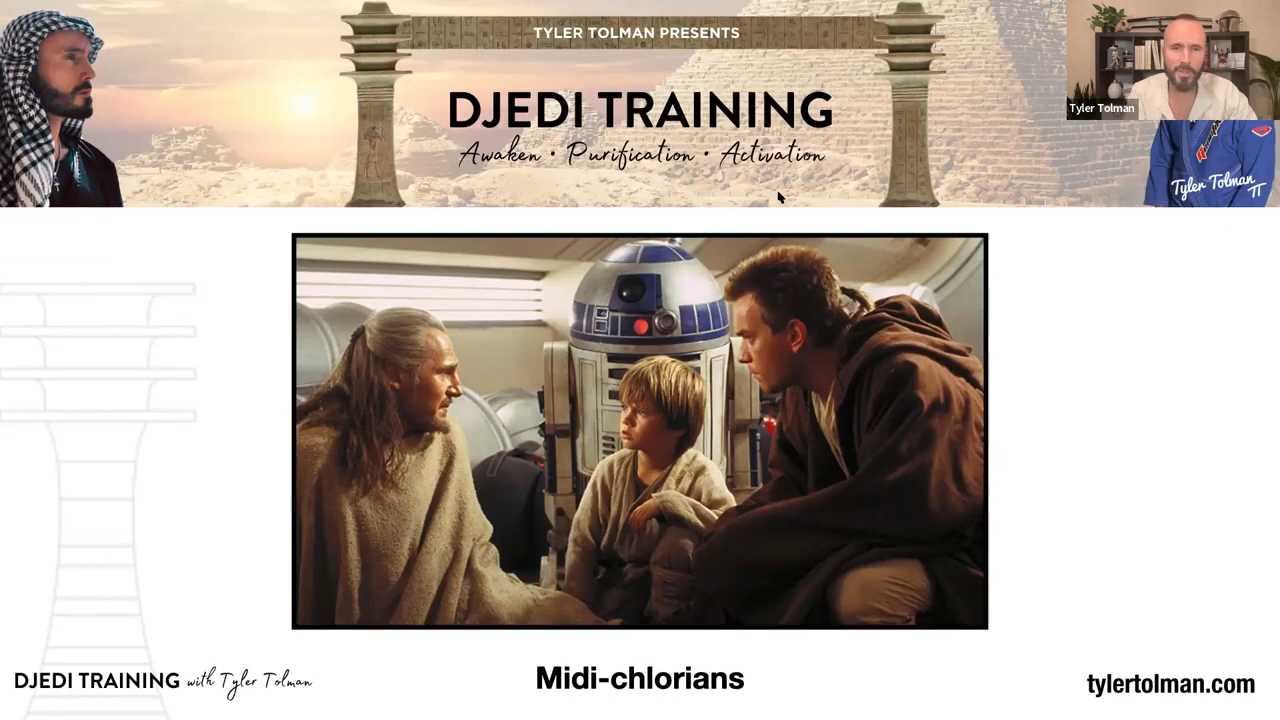 TYLER TOLMAN PRESENTS
DJEDI TRAINING
Awaken • Purification • Activation
Tyler Tolman
Tyler Tolman
TT
DJEDI TRAINING with Tyler Tolman
Midi-chlorians
tylertolman.com